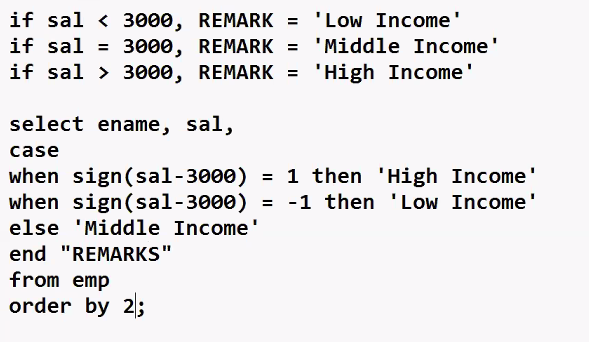 if sal < 3000, REMARK = 'Low Income'
if sal = 3000, REMARK = 'Middle Income'
if sal > 3000, REMARK = 'High Income'
select ename, sal,
case
when sign(sal-3000) = 1 then 'High Income'
when sign(sal-3000) = -1 then 'Low Income'
else 'Middle Income'
end "REMARKS"
from emp
order by 2;